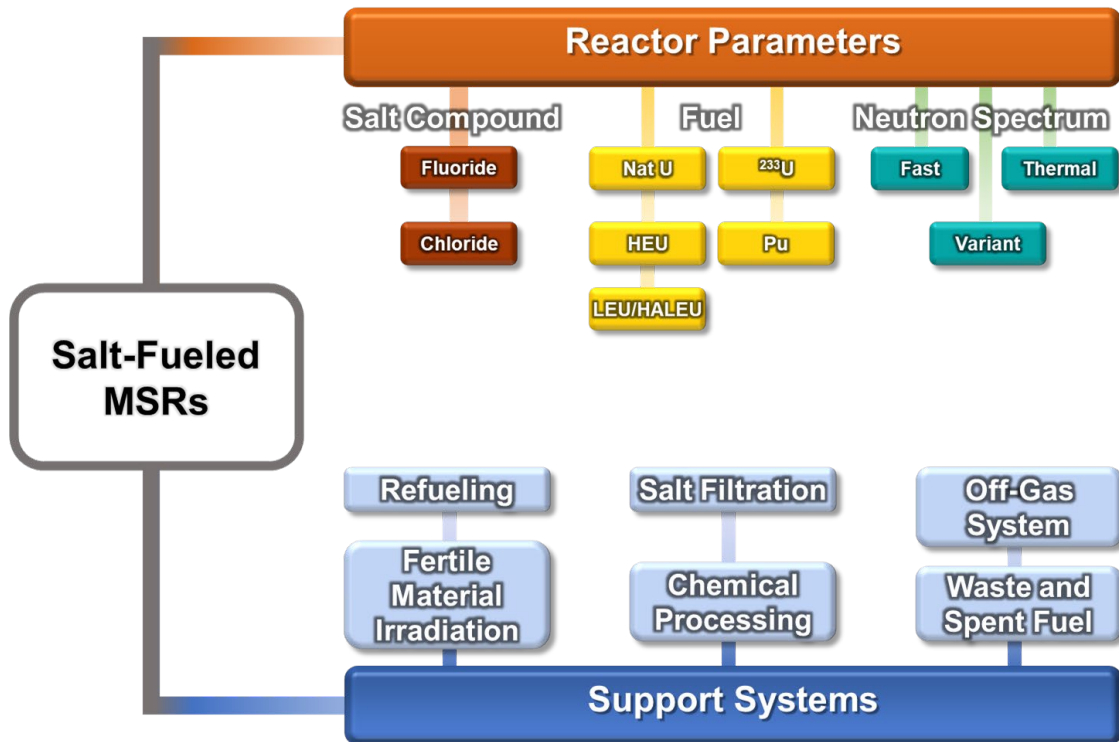 Reactor Parameters
Salt Compound
Fuel
Neutron Spectrum
Fluoride
Nat U
²³³U
Fast
Thermal
Chloride
HEU
Pu
Variant
LEU/HALEU
Salt-Fueled
MSRs
Refueling
Salt Filtration
Off-Gas
System
Fertile
Material
Irradiation
Chemical
Processing
Waste and
Spent Fuel
Support Systems